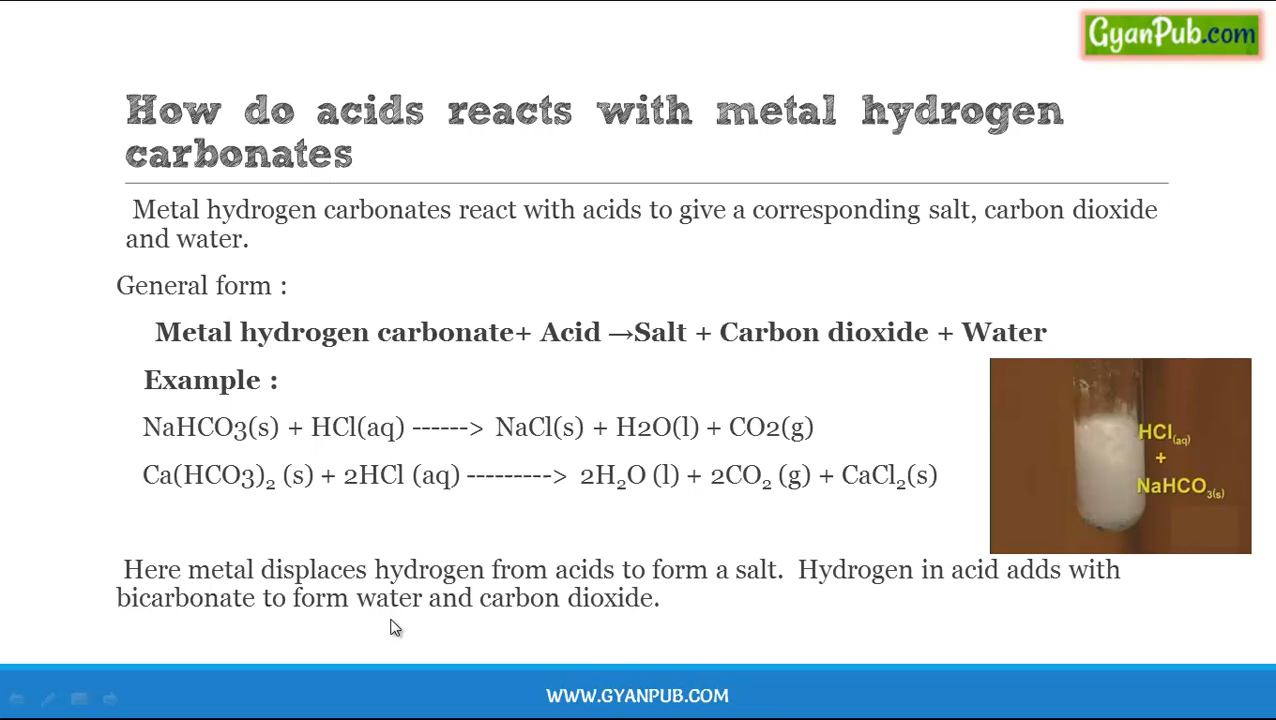 GyanPub.com
How do acids reacts with metal hydrogen
carbonates
Metal hydrogen carbonates react with acids to give a corresponding salt, carbon dioxide
and water.
General form :
Metal hydrogen carbonate+ Acid →Salt + Carbon dioxide + Water
Example :
NaHCO3(s) + HCl(aq) ------> NaCl(s) + H2O(l) + CO2(g)
Ca(HCO3)₂ (s) + 2HCl (aq) ---------> 2H₂O (l) + 2CO₂ (g) + CaCl₂(s)
HCl(aq)
+
NaHCO₃(s)
Here metal displaces hydrogen from acids to form a salt. Hydrogen in acid adds with
bicarbonate to form water and carbon dioxide.
WWW.GYANPUB.COM